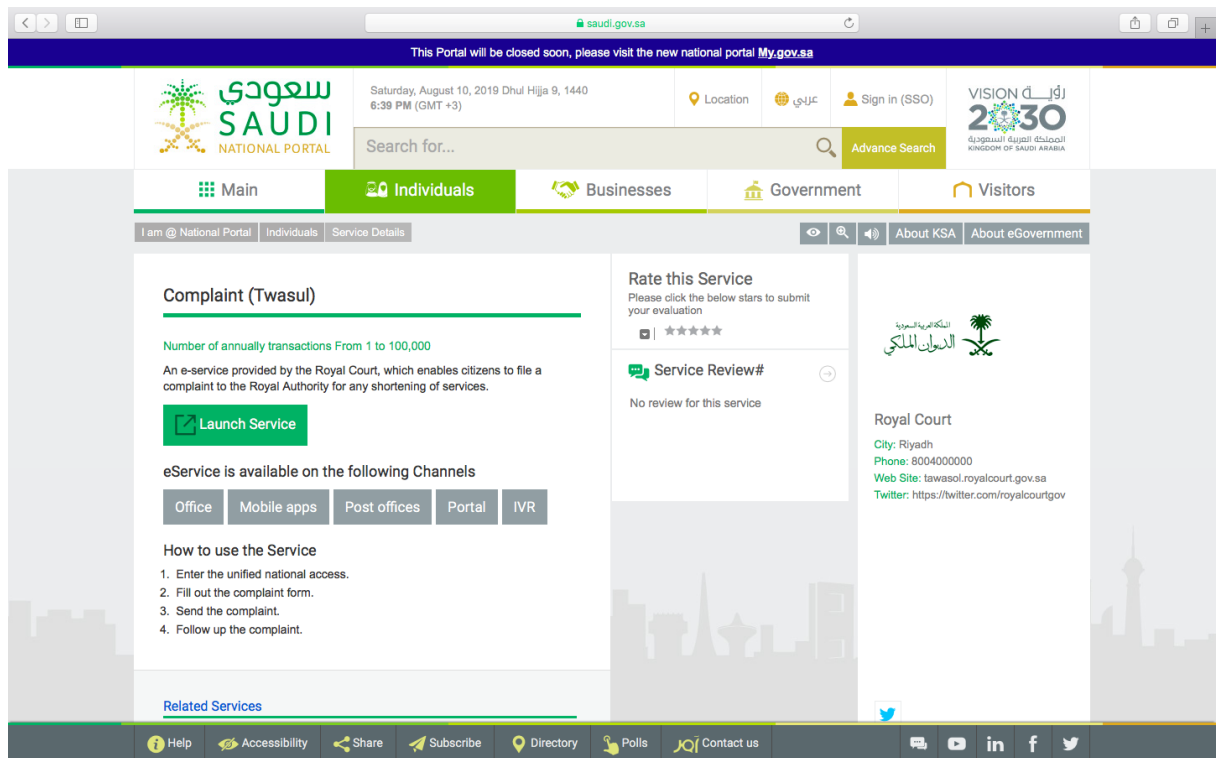 saudi.gov.sa
This Portal will be closed soon, please visit the new national portal My.gov.sa
سعودي
SAUDI
NATIONAL PORTAL
Saturday, August 10, 2019 Dhul Hijja 9, 1440
6:39 PM (GMT +3)
Location
عربي
Sign in (SSO)
VISION رؤيـــة
2030
المملكة العربية السعودية
KINGDOM OF SAUDI ARABIA
Search for...
Advance Search
Main
Individuals
Businesses
Government
Visitors
I am @ National Portal
Individuals
Service Details
About KSA
About eGovernment
Complaint (Twasul)
Number of annually transactions From 1 to 100,000
An e-service provided by the Royal Court, which enables citizens to file a
complaint to the Royal Authority for any shortening of services.
Launch Service
eService is available on the following Channels
Office
Mobile apps
Post offices
Portal
IVR
How to use the Service
1. Enter the unified national access.
2. Fill out the complaint form.
3. Send the complaint.
4. Follow up the complaint.
Related Services
Rate this Service
Please click the below stars to submit
your evaluation
Service Review#
No review for this service
المملكة العربية السعودية
الديوان الملكي
Royal Court
City: Riyadh
Phone: 8004000000
Web Site: tawasol.royalcourt.gov.sa
Twitter: https://twitter.com/royalcourtgov
Help
Accessibility
Share
Subscribe
Directory
Polls
آمر
Contact us